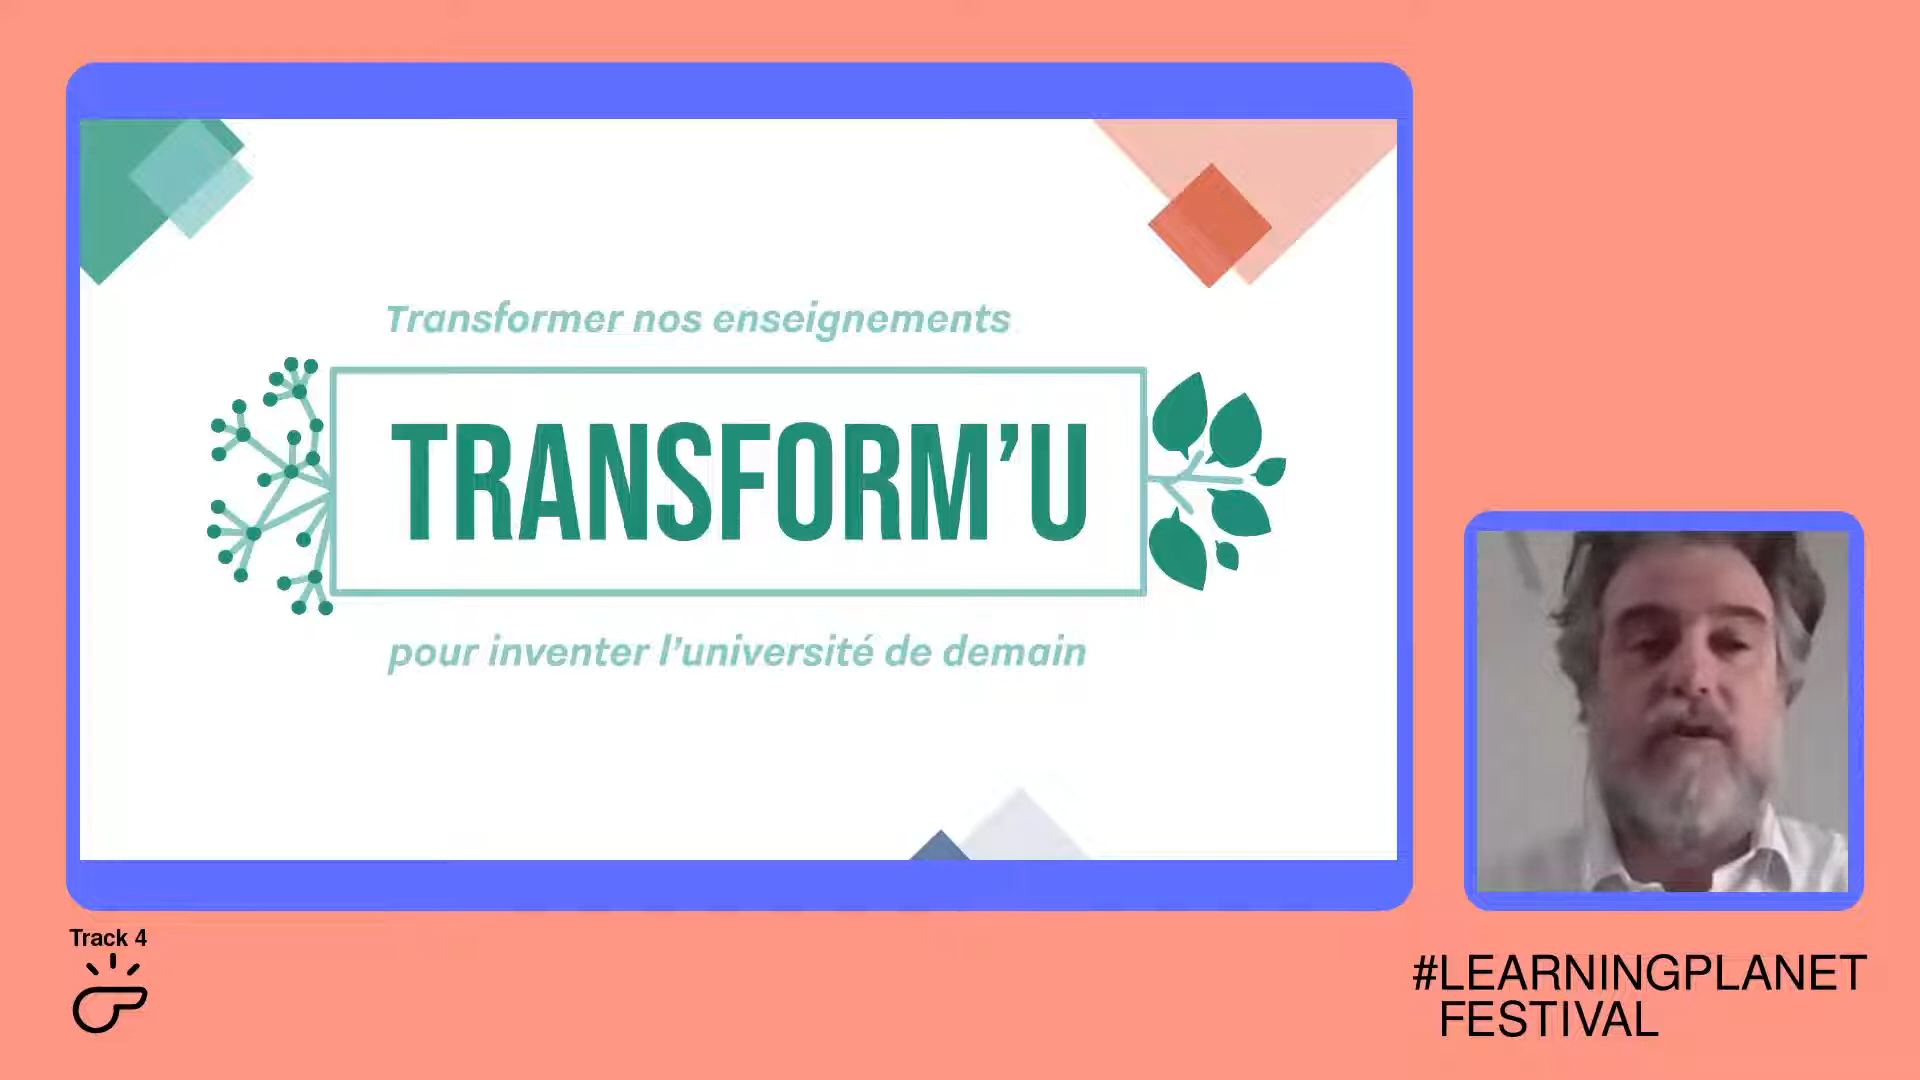 Transformer nos enseignements
TRANSFORM'U
pour inventer l'université de demain
Track 4
#LEARNINGPLANET
FESTIVAL